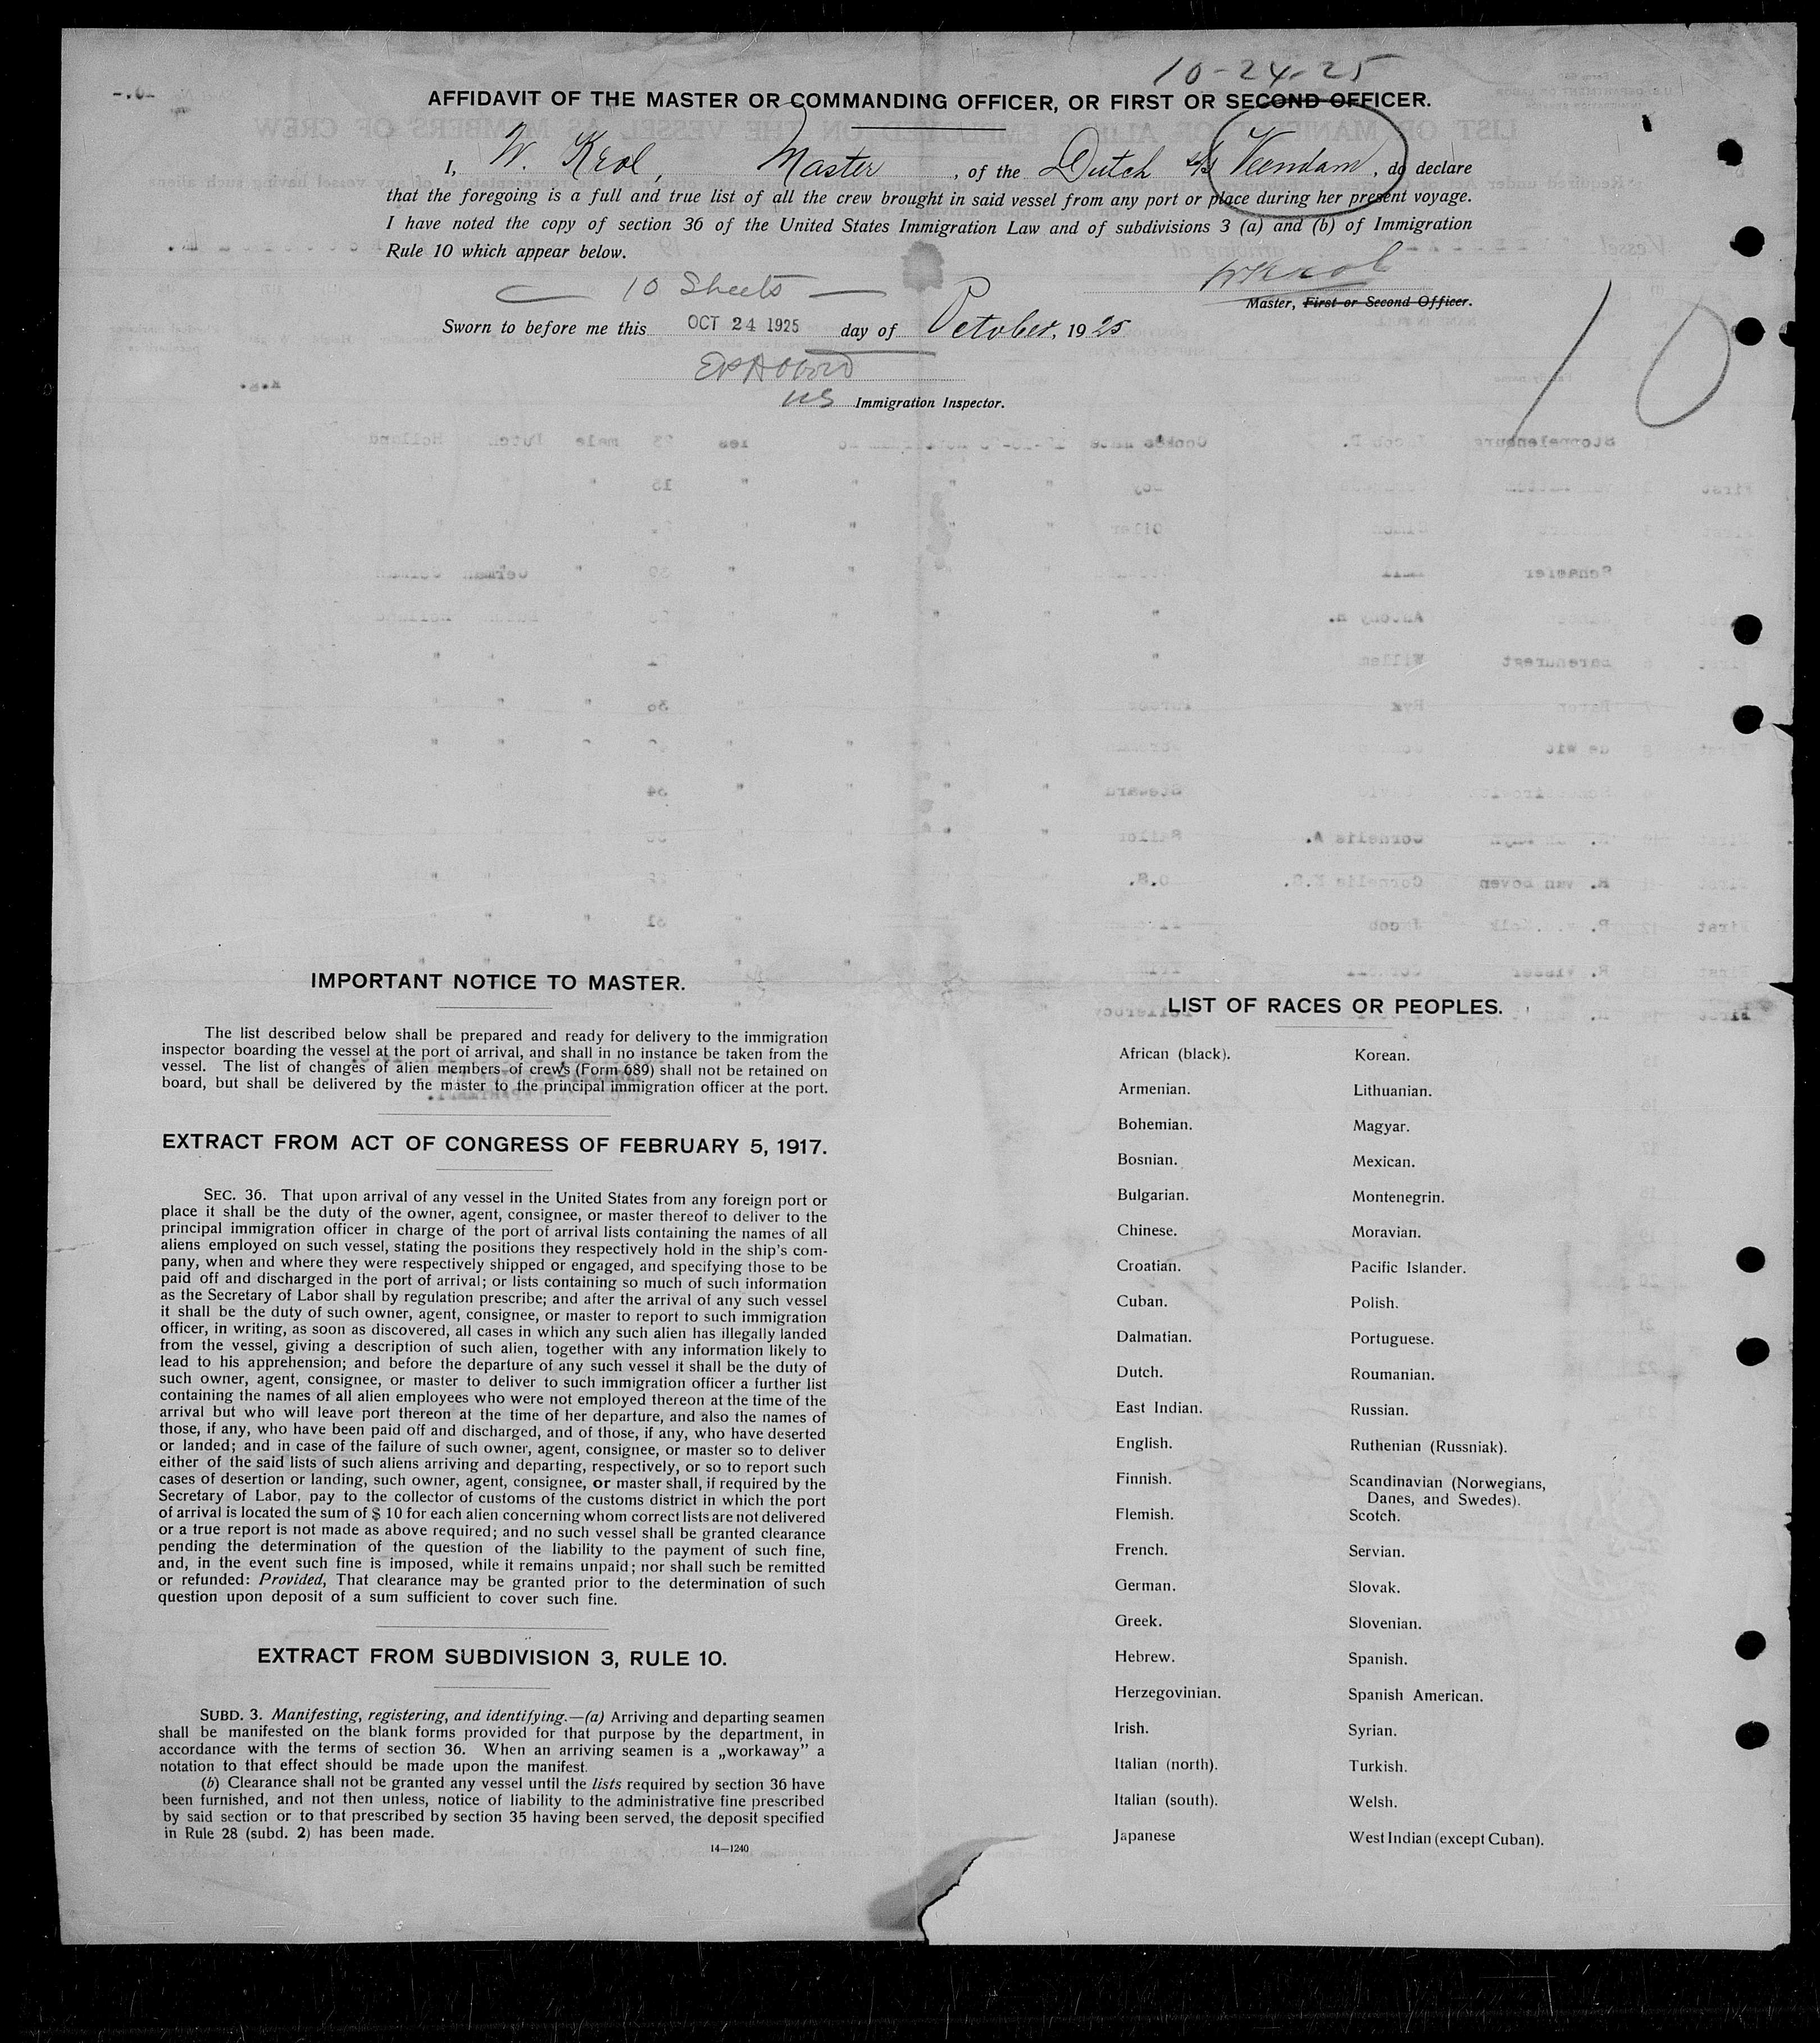 10-24-25
AFFIDAVIT OF THE MASTER OR COMMANDING OFFICER, OR FIRST OR SECOND OFFICER.
I, W. Krol, Master, of the Dutch s/s Veendam, do declare
that the foregoing is a full and true list of all the crew brought in said vessel from any port or place during her present voyage.
I have noted the copy of section 36 of the United States Immigration Law and of subdivisions 3 (a) and (b) of Immigration
Rule 10 which appear below.
W Krol
10 Sheets
Master, First or Second Officer.
Sworn to before me this OCT 24 1925 day of October, 1925
10
US Immigration Inspector.
IMPORTANT NOTICE TO MASTER.
The list described below shall be prepared and ready for delivery to the immigration
inspector boarding the vessel at the port of arrival, and shall in no instance be taken from the
vessel. The list of changes of alien members of crews (Form 689) shall not be retained on
board, but shall be delivered by the master to the principal immigration officer at the port.
EXTRACT FROM ACT OF CONGRESS OF FEBRUARY 5, 1917.
SEC. 36. That upon arrival of any vessel in the United States from any foreign port or
place it shall be the duty of the owner, agent, consignee, or master thereof to deliver to the
principal immigration officer in charge of the port of arrival lists containing the names of all
aliens employed on such vessel, stating the positions they respectively hold in the ship's com-
pany, when and where they were respectively shipped or engaged, and specifying those to be
paid off and discharged in the port of arrival; or lists containing so much of such information
as the Secretary of Labor shall by regulation prescribe; and after the arrival of any such vessel
it shall be the duty of such owner, agent, consignee, or master to report to such immigration
officer, in writing, as soon as discovered, all cases in which any such alien has illegally landed
from the vessel, giving a description of such alien, together with any information likely to
lead to his apprehension; and before the departure of any such vessel it shall be the duty of
such owner, agent, consignee, or master to deliver to such immigration officer a further list
containing the names of all alien employees who were not employed thereon at the time of the
arrival but who will leave port thereon at the time of her departure, and also the names of
those, if any, who have been paid off and discharged, and of those, if any, who have deserted
or landed; and in case of the failure of such owner, agent, consignee, or master so to deliver
either of the said lists of such aliens arriving and departing, respectively, or so to report such
cases of desertion or landing, such owner, agent, consignee, or master shall, if required by the
Secretary of Labor, pay to the collector of customs of the customs district in which the port
of arrival is located the sum of $ 10 for each alien concerning whom correct lists are not delivered
or a true report is not made as above required; and no such vessel shall be granted clearance
pending the determination of the question of the liability to the payment of such fine,
and, in the event such fine is imposed, while it remains unpaid; nor shall such be remitted
or refunded: Provided, That clearance may be granted prior to the determination of such
question upon deposit of a sum sufficient to cover such fine.
EXTRACT FROM SUBDIVISION 3, RULE 10.
SUBD. 3. Manifesting, registering, and identifying.—(a) Arriving and departing seamen
shall be manifested on the blank forms provided for that purpose by the department, in
accordance with the terms of section 36. When an arriving seamen is a „workaway” a
notation to that effect should be made upon the manifest.
(b) Clearance shall not be granted any vessel until the lists required by section 36 have
been furnished, and not then unless, notice of liability to the administrative fine prescribed
by said section or to that prescribed by section 35 having been served, the deposit specified
in Rule 28 (subd. 2) has been made.
14—1240
LIST OF RACES OR PEOPLES.
African (black).
Armenian.
Bohemian.
Bosnian.
Bulgarian.
Chinese.
Croatian.
Cuban.
Dalmatian.
Dutch.
East Indian.
English.
Finnish.
Flemish.
French.
German.
Greek.
Hebrew.
Herzegovinian.
Irish.
Italian (north).
Italian (south).
Japanese
Korean.
Lithuanian.
Magyar.
Mexican.
Montenegrin.
Moravian.
Pacific Islander.
Polish.
Portuguese.
Roumanian.
Russian.
Ruthenian (Russniak).
Scandinavian (Norwegians,
Danes, and Swedes).
Scotch.
Servian.
Slovak.
Slovenian.
Spanish.
Spanish American.
Syrian.
Turkish.
Welsh.
West Indian (except Cuban).